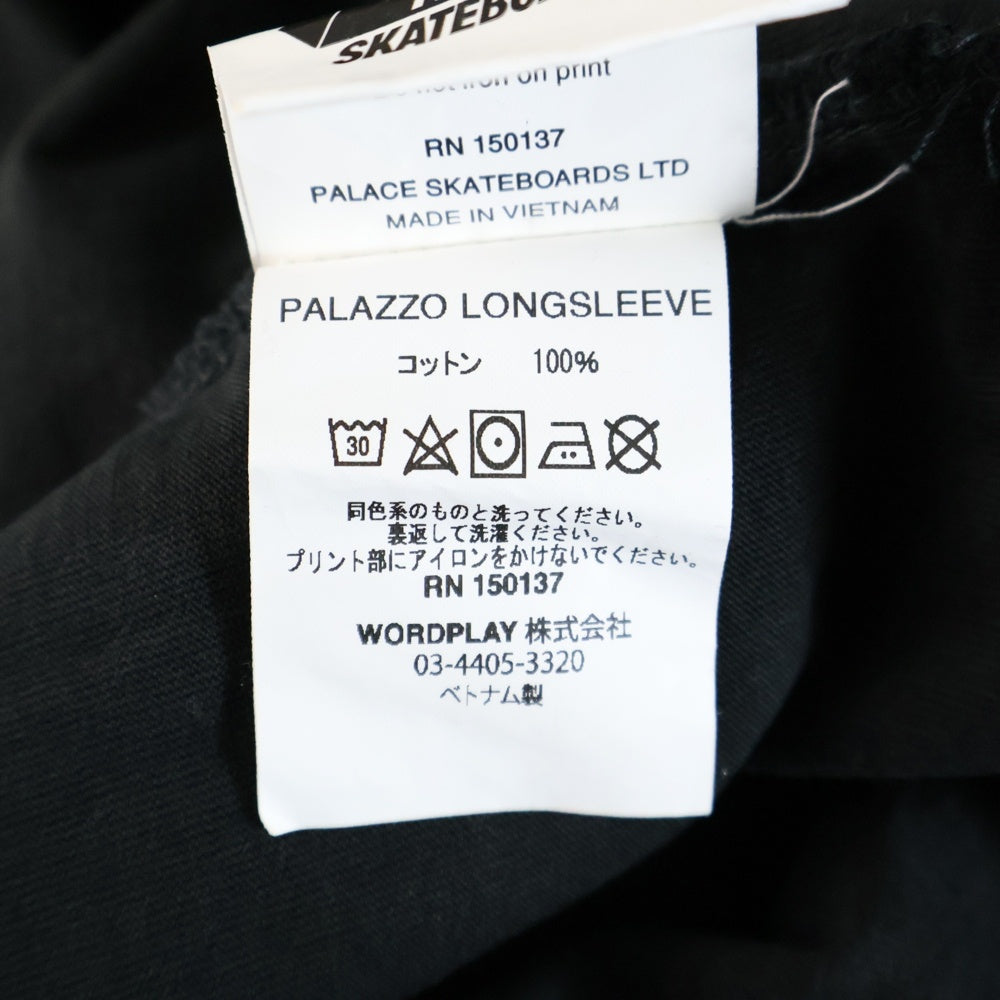 SKATEBO
not iron on print
RN 150137
PALACE SKATEBOARDS LTD
MADE IN VIETNAM
PALAZZO LONGSLEEVE
コットン 100%
30
同色系のものと洗ってください。
裏返して洗濯ください。
プリント部にアイロンをかけないでください。
RN 150137
WORDPLAY 株式会社
03-4405-3320
ベトナム製